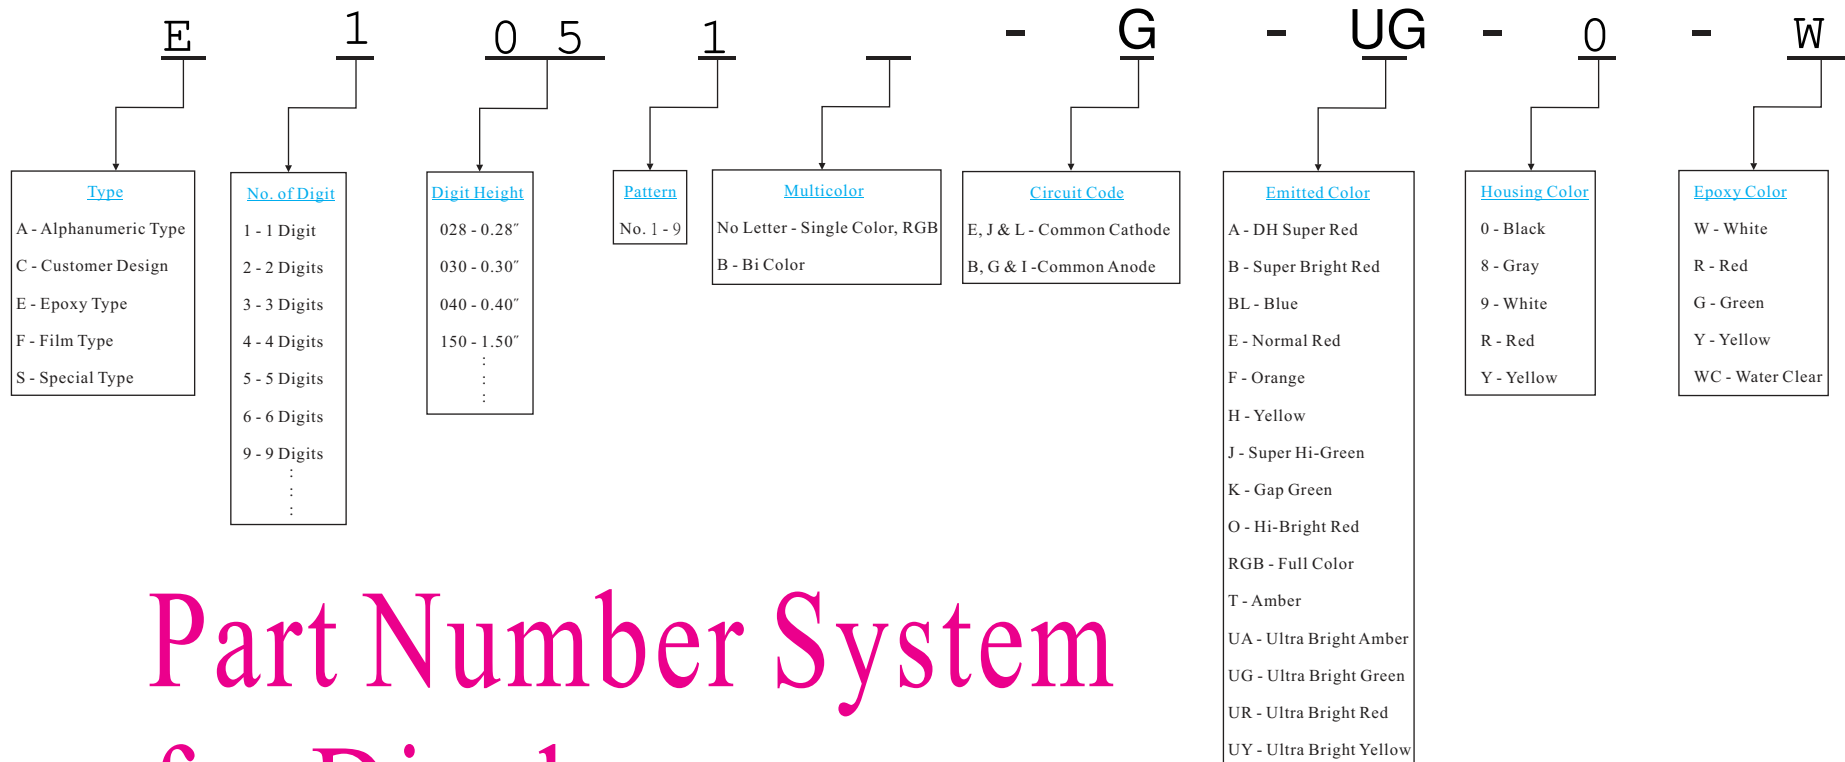 E 1 0 5 1 - G - UG - 0 - W
Type
A - Alphanumeric Type
C - Customer Design
E - Epoxy Type
F - Film Type
S - Special Type
No. of Digit
1 - 1 Digit
2 - 2 Digits
3 - 3 Digits
4 - 4 Digits
5 - 5 Digits
6 - 6 Digits
9 - 9 Digits
:
:
:
Digit Height
028 - 0.28″
030 - 0.30″
040 - 0.40″
150 - 1.50″
:
:
:
Pattern
No. 1 - 9
Multicolor
No Letter - Single Color, RGB
B - Bi Color
Circuit Code
E, J & L - Common Cathode
B, G & I -Common Anode
Emitted Color
A - DH Super Red
B - Super Bright Red
BL - Blue
E - Normal Red
F - Orange
H - Yellow
J - Super Hi-Green
K - Gap Green
O - Hi-Bright Red
RGB - Full Color
T - Amber
UA - Ultra Bright Amber
UG - Ultra Bright Green
UR - Ultra Bright Red
UY - Ultra Bright Yellow
Housing Color
0 - Black
8 - Gray
9 - White
R - Red
Y - Yellow
Epoxy Color
W - White
R - Red
G - Green
Y - Yellow
WC - Water Clear
Part Number System